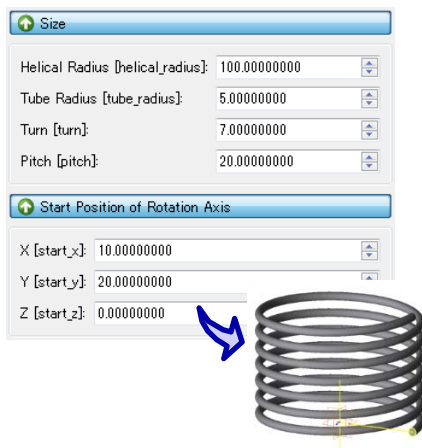 Size
Helical Radius [helical_radius]: 100.00000000
Tube Radius [tube_radius]: 5.00000000
Turn [turn]: 7.00000000
Pitch [pitch]: 20.00000000
Start Position of Rotation Axis
X [start_x]: 10.00000000
Y [start_y]: 20.00000000
Z [start_z]: 0.00000000